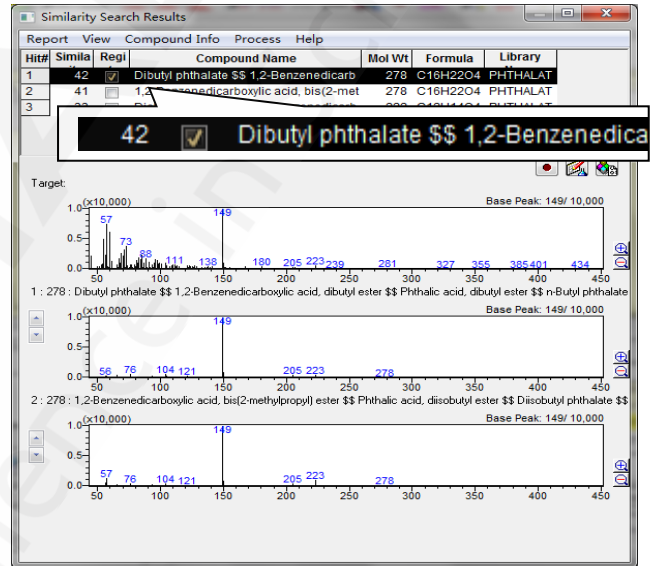 Similarity Search Results
Report View Compound Info Process Help
Hit# Simila Regi Compound Name Mol Wt Formula Library
1 42 Dibutyl phthalate $$ 1,2-Benzenedicarb 278 C16H22O4 PHTHALAT
2 41 1,2-Benzenedicarboxylic acid, bis(2-met 278 C16H22O4 PHTHALAT
3
42 Dibutyl phthalate $$ 1,2-Benzenedica
Target:
(x10,000) Base Peak: 149/ 10,000
1.0 0.5 0.0
57 73 88 111 138 149 180 205 223 239 281 327 355 385 401 434
50 100 150 200 250 300 350 400 450
1 : 278 : Dibutyl phthalate $$ 1,2-Benzenedicarboxylic acid, dibutyl ester $$ Phthalic acid, dibutyl ester $$ n-Butyl phthalate
(x10,000) Base Peak: 149/ 10,000
1.0 0.5 0.0
56 76 104 121 149 205 223 278
50 100 150 200 250 300 350 400 450
2 : 278 : 1,2-Benzenedicarboxylic acid, bis(2-methylpropyl) ester $$ Phthalic acid, diisobutyl ester $$ Diisobutyl phthalate $$
(x10,000) Base Peak: 149/ 10,000
1.0 0.5 0.0
57 76 104 121 149 205 223 278
50 100 150 200 250 300 350 400 450